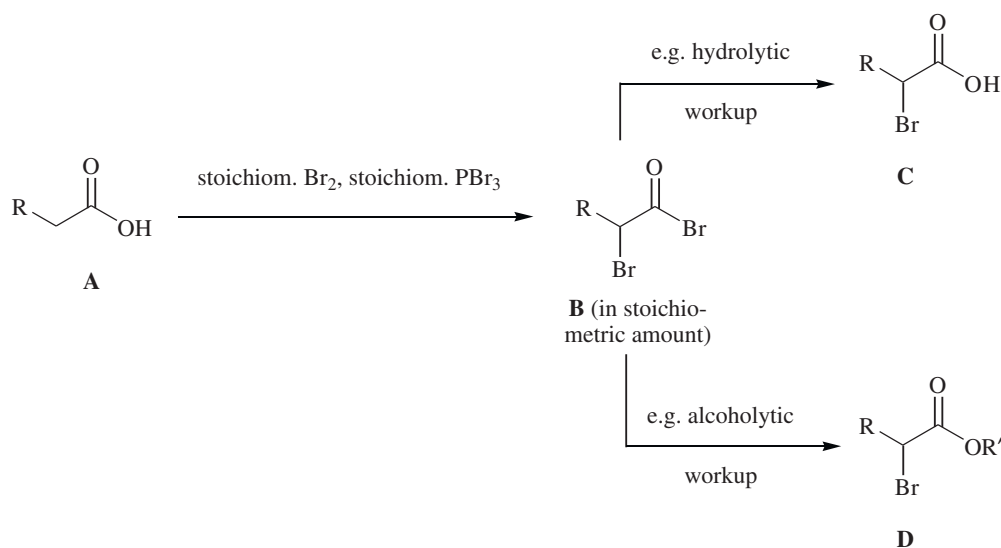 O
R
OH
A
stoichiom. Br2, stoichiom. PBr3
O
R
Br
Br
B (in stoichio-
metric amount)
e.g. hydrolytic
workup
O
R
OH
Br
C
e.g. alcoholytic
workup
O
R
OR′
Br
D